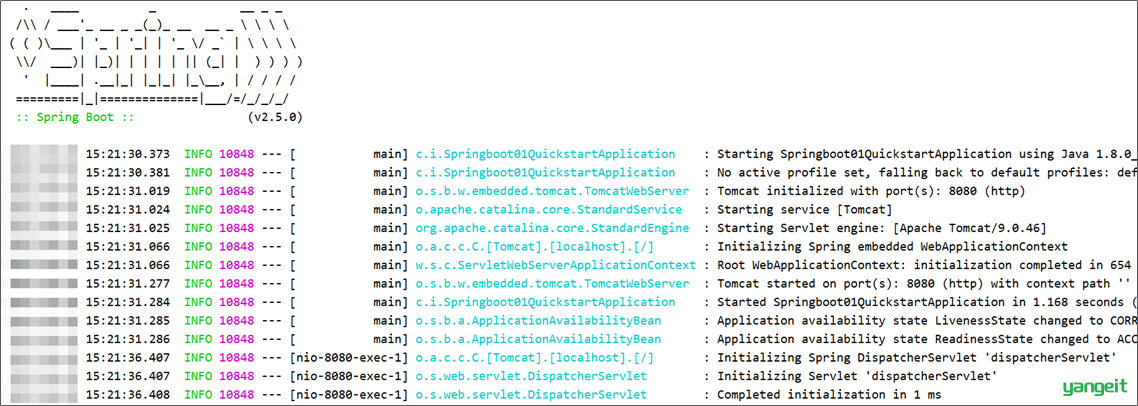 :: Spring Boot ::                (v2.5.0)
15:21:30.373  INFO 10848 --- [           main] c.i.Springboot01QuickstartApplication    : Starting Springboot01QuickstartApplication using Java 1.8.0_
15:21:30.381  INFO 10848 --- [           main] c.i.Springboot01QuickstartApplication    : No active profile set, falling back to default profiles: def
15:21:31.019  INFO 10848 --- [           main] o.s.b.w.embedded.tomcat.TomcatWebServer  : Tomcat initialized with port(s): 8080 (http)
15:21:31.024  INFO 10848 --- [           main] o.apache.catalina.core.StandardService   : Starting service [Tomcat]
15:21:31.025  INFO 10848 --- [           main] org.apache.catalina.core.StandardEngine  : Starting Servlet engine: [Apache Tomcat/9.0.46]
15:21:31.066  INFO 10848 --- [           main] o.a.c.c.C.[Tomcat].[localhost].[/]       : Initializing Spring embedded WebApplicationContext
15:21:31.066  INFO 10848 --- [           main] w.s.c.ServletWebServerApplicationContext : Root WebApplicationContext: initialization completed in 654
15:21:31.277  INFO 10848 --- [           main] o.s.b.w.embedded.tomcat.TomcatWebServer  : Tomcat started on port(s): 8080 (http) with context path ''
15:21:31.284  INFO 10848 --- [           main] c.i.Springboot01QuickstartApplication    : Started Springboot01QuickstartApplication in 1.168 seconds (
15:21:31.285  INFO 10848 --- [           main] o.s.b.a.ApplicationAvailabilityBean      : Application availability state LivenessState changed to CORR
15:21:31.286  INFO 10848 --- [           main] o.s.b.a.ApplicationAvailabilityBean      : Application availability state ReadinessState changed to ACC
15:21:36.407  INFO 10848 --- [nio-8080-exec-1] o.a.c.c.C.[Tomcat].[localhost].[/]       : Initializing Spring DispatcherServlet 'dispatcherServlet'
15:21:36.407  INFO 10848 --- [nio-8080-exec-1] o.s.web.servlet.DispatcherServlet        : Initializing Servlet 'dispatcherServlet'
15:21:36.408  INFO 10848 --- [nio-8080-exec-1] o.s.web.servlet.DispatcherServlet        : Completed initialization in 1 ms
yangeit